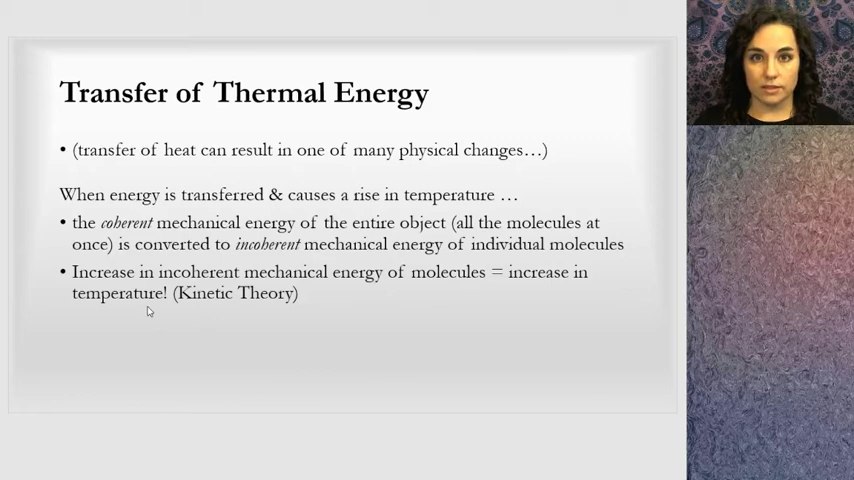 Transfer of Thermal Energy
• (transfer of heat can result in one of many physical changes…)
When energy is transferred & causes a rise in temperature …
• the coherent mechanical energy of the entire object (all the molecules at
once) is converted to incoherent mechanical energy of individual molecules
• Increase in incoherent mechanical energy of molecules = increase in
temperature! (Kinetic Theory)